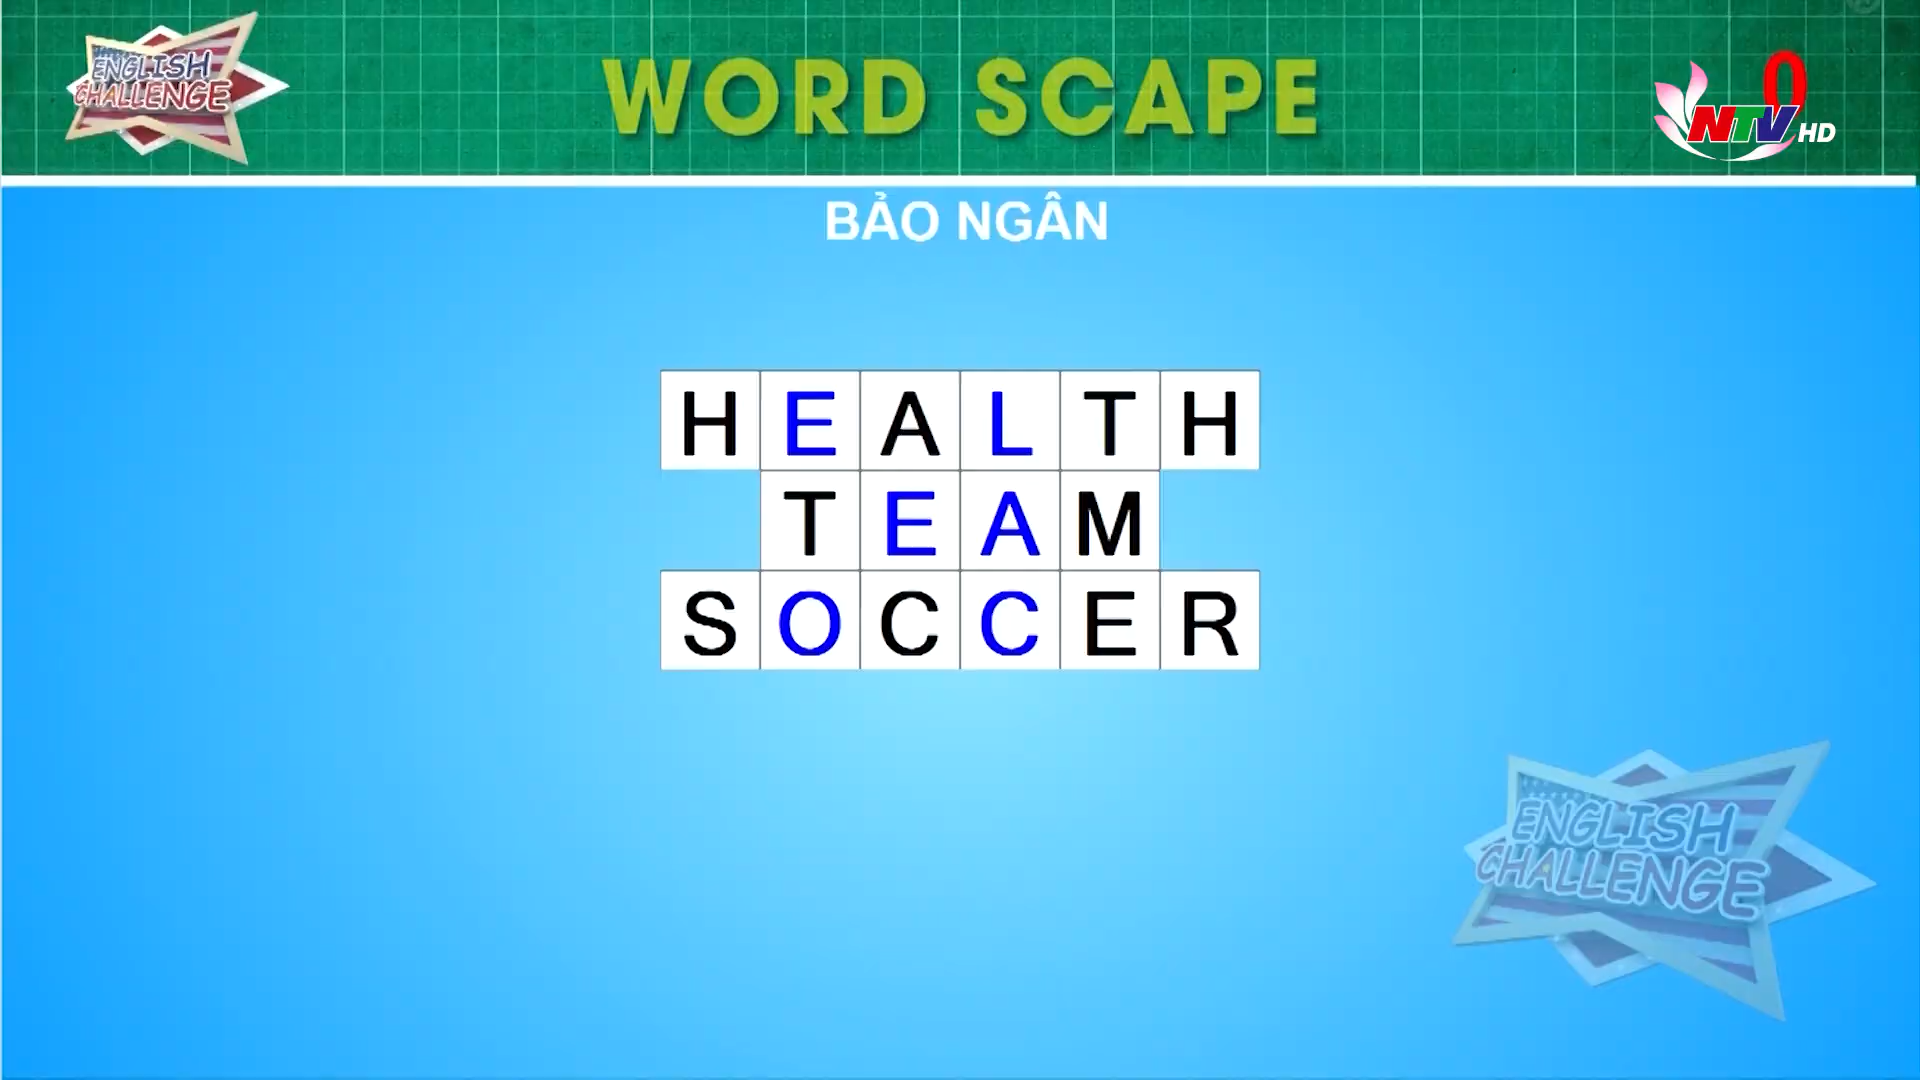 ENGLISH
CHALLENGE
WORD SCAPE
NTV HD
BẢO NGÂN
HEALTH
TEAM
SOCCER
ENGLISH
CHALLENGE